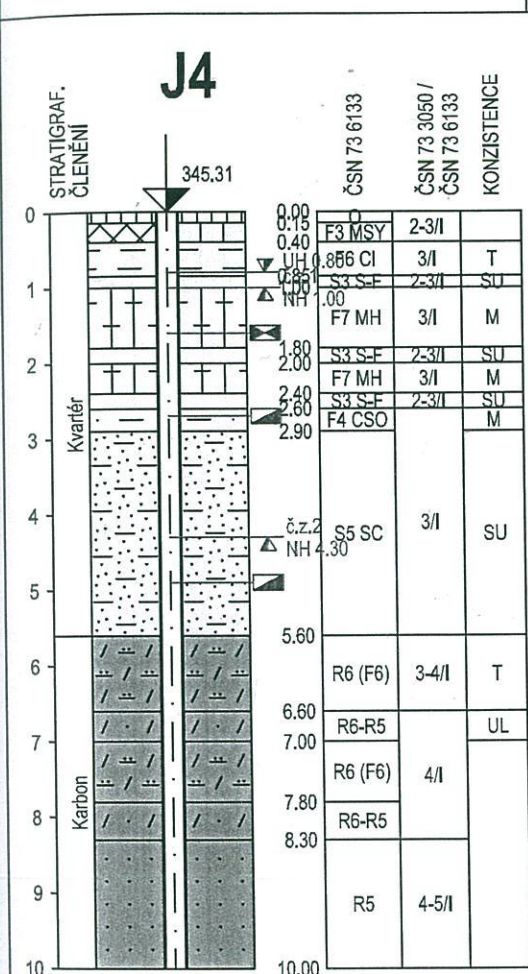 J4
STRATIGRAF.
ČLENĚNÍ
345.31
ČSN 73 6133
ČSN 73 3050 /
ČSN 73 6133
KONZISTENCE
0 0.00 O
0.15 F3 MSY 2-3/I
0.40 F6 CI 3/I T
UH 0.80
0.85 S3 S-F 2-3/I SU
1 1.00 F7 MH 3/I M
NH 1.00
1.80 S3 S-F 2-3/I SU
2 2.00 F7 MH 3/I M
2.40 S3 S-F 2-3/I SU
2.60 F4 CSO M
Kvartér
3 2.90 S5 SC 3/I SU
4
č.z.2
NH 4.30
5
5.60 R6 (F6) 3-4/I T
6
6.60 R6-R5 UL
7 7.00 R6 (F6) 4/I
7.80 R6-R5
8
Karbon
8.30 R5 4-5/I
9
10 10.00